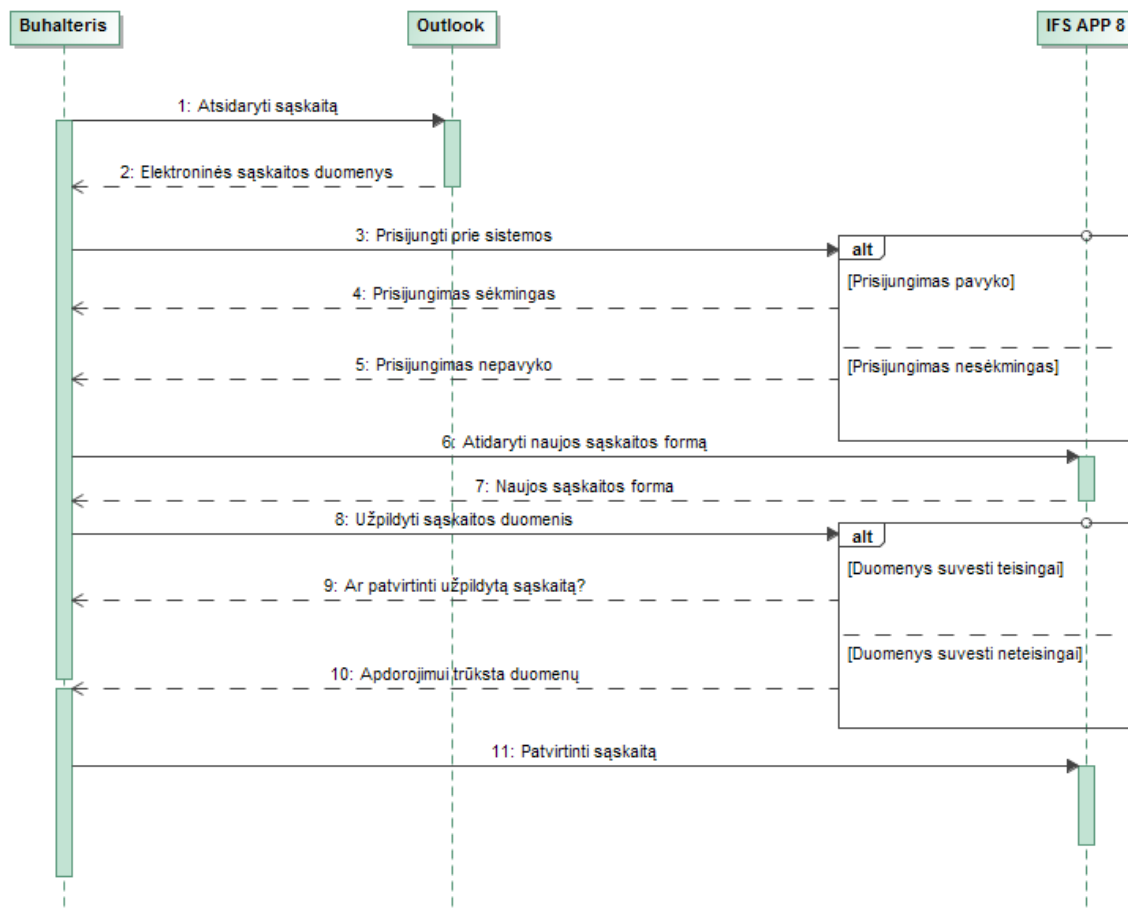 Buhalteris
Outlook
IFS APP 8
1: Atsidaryti sąskaitą
2: Elektroninės sąskaitos duomenys
3: Prisijungti prie sistemos
alt
[Prisijungimas pavyko]
4: Prisijungimas sėkmingas
5: Prisijungimas nepavyko
[Prisijungimas nesėkmingas]
6: Atidaryti naujos sąskaitos formą
7: Naujos sąskaitos forma
8: Užpildyti sąskaitos duomenis
alt
[Duomenys suvesti teisingai]
9: Ar patvirtinti užpildytą sąskaitą?
[Duomenys suvesti neteisingai]
10: Apdorojimui trūksta duomenų
11: Patvirtinti sąskaitą